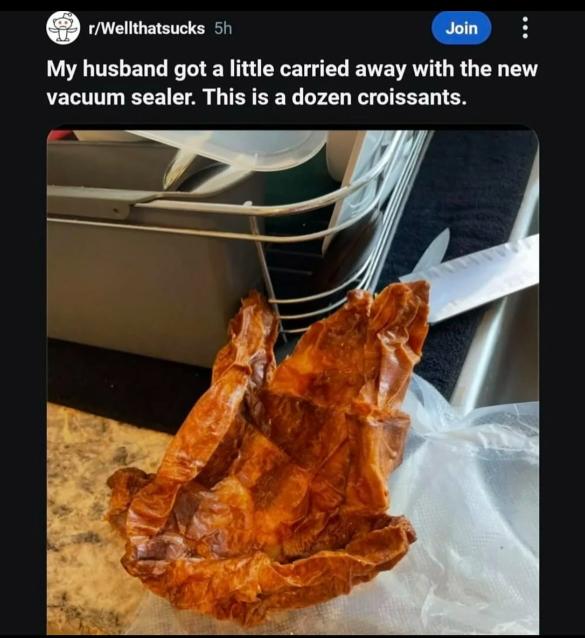 r/Wellthatsucks 5h
Join
My husband got a little carried away with the new
vacuum sealer. This is a dozen croissants.